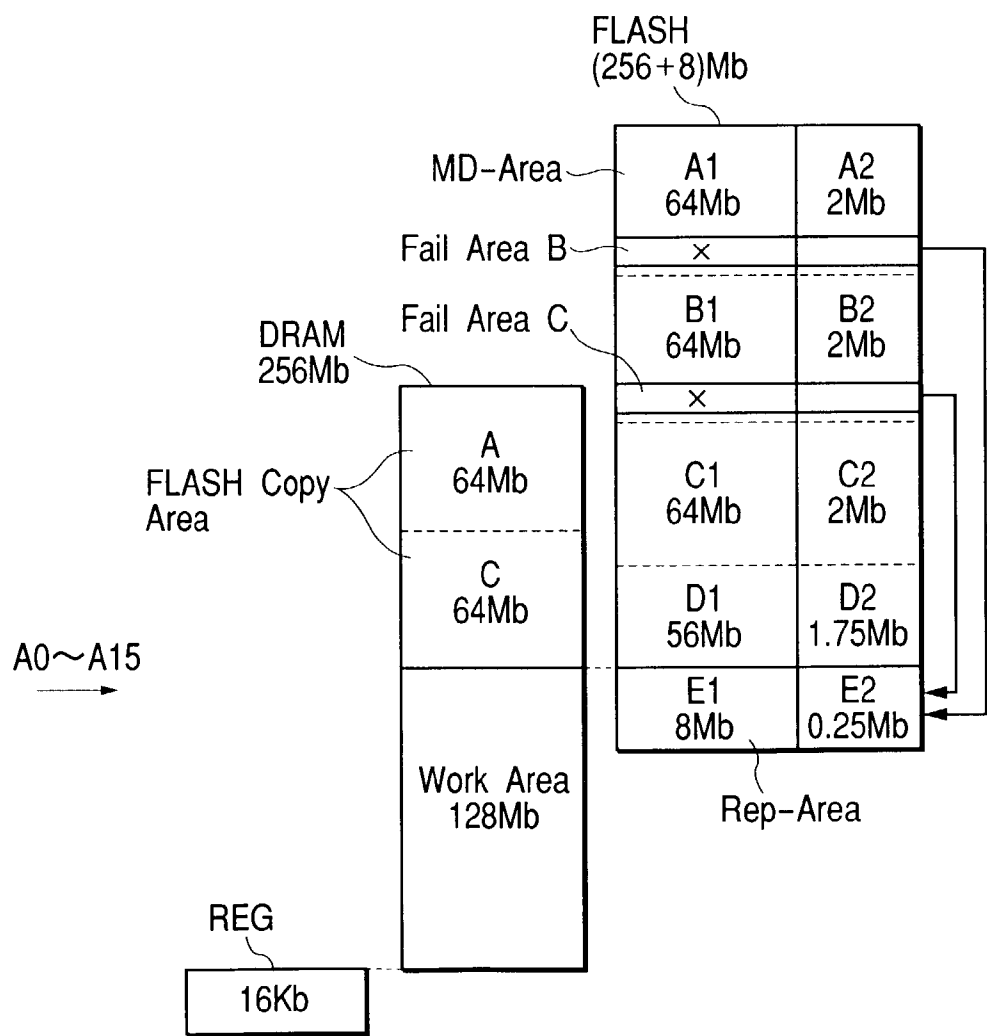 FLASH
(256+8)Mb
MD-Area
A1
64Mb
A2
2Mb
Fail Area B
×
Fail Area C
B1
64Mb
B2
2Mb
×
DRAM
256Mb
A
64Mb
FLASH Copy
Area
C
64Mb
C1
64Mb
C2
2Mb
D1
56Mb
D2
1.75Mb
A0～A15
E1
8Mb
E2
0.25Mb
Work Area
128Mb
Rep-Area
REG
16Kb